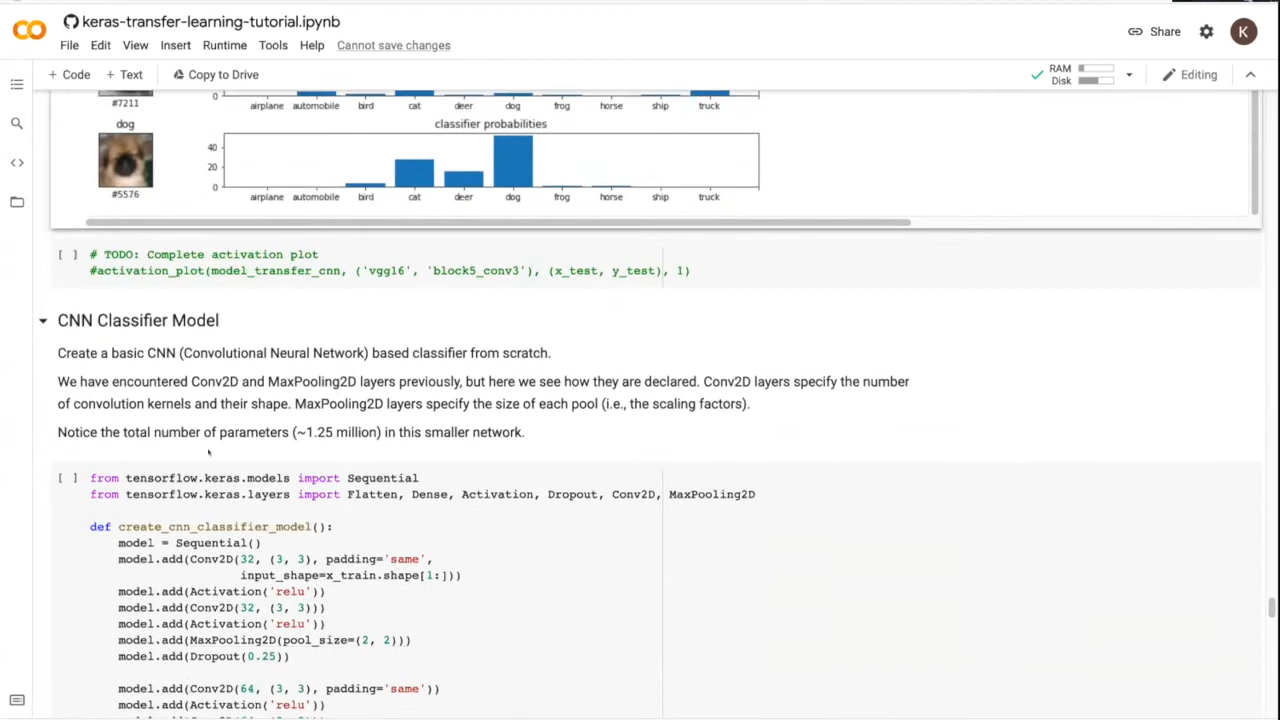 keras-transfer-learning-tutorial.ipynb
Share
K
File Edit View Insert Runtime Tools Help Cannot save changes
+ Code + Text Copy to Drive
RAM
Disk
Editing
#7211
0
airplane automobile bird cat deer dog frog horse ship truck
dog
classifier probabilities
40
20
0
#5576
airplane automobile bird cat deer dog frog horse ship truck
[ ] # TODO: Complete activation plot
#activation_plot(model_transfer_cnn, ('vgg16', 'block5_conv3'), (x_test, y_test), 1)
CNN Classifier Model
Create a basic CNN (Convolutional Neural Network) based classifier from scratch.
We have encountered Conv2D and MaxPooling2D layers previously, but here we see how they are declared. Conv2D layers specify the number
of convolution kernels and their shape. MaxPooling2D layers specify the size of each pool (i.e., the scaling factors).
Notice the total number of parameters (~1.25 million) in this smaller network.
[ ] from tensorflow.keras.models import Sequential
from tensorflow.keras.layers import Flatten, Dense, Activation, Dropout, Conv2D, MaxPooling2D
def create_cnn_classifier_model():
model = Sequential()
model.add(Conv2D(32, (3, 3), padding='same',
input_shape=x_train.shape[1:]))
model.add(Activation('relu'))
model.add(Conv2D(32, (3, 3)))
model.add(Activation('relu'))
model.add(MaxPooling2D(pool_size=(2, 2)))
model.add(Dropout(0.25))
model.add(Conv2D(64, (3, 3), padding='same'))
model.add(Activation('relu'))